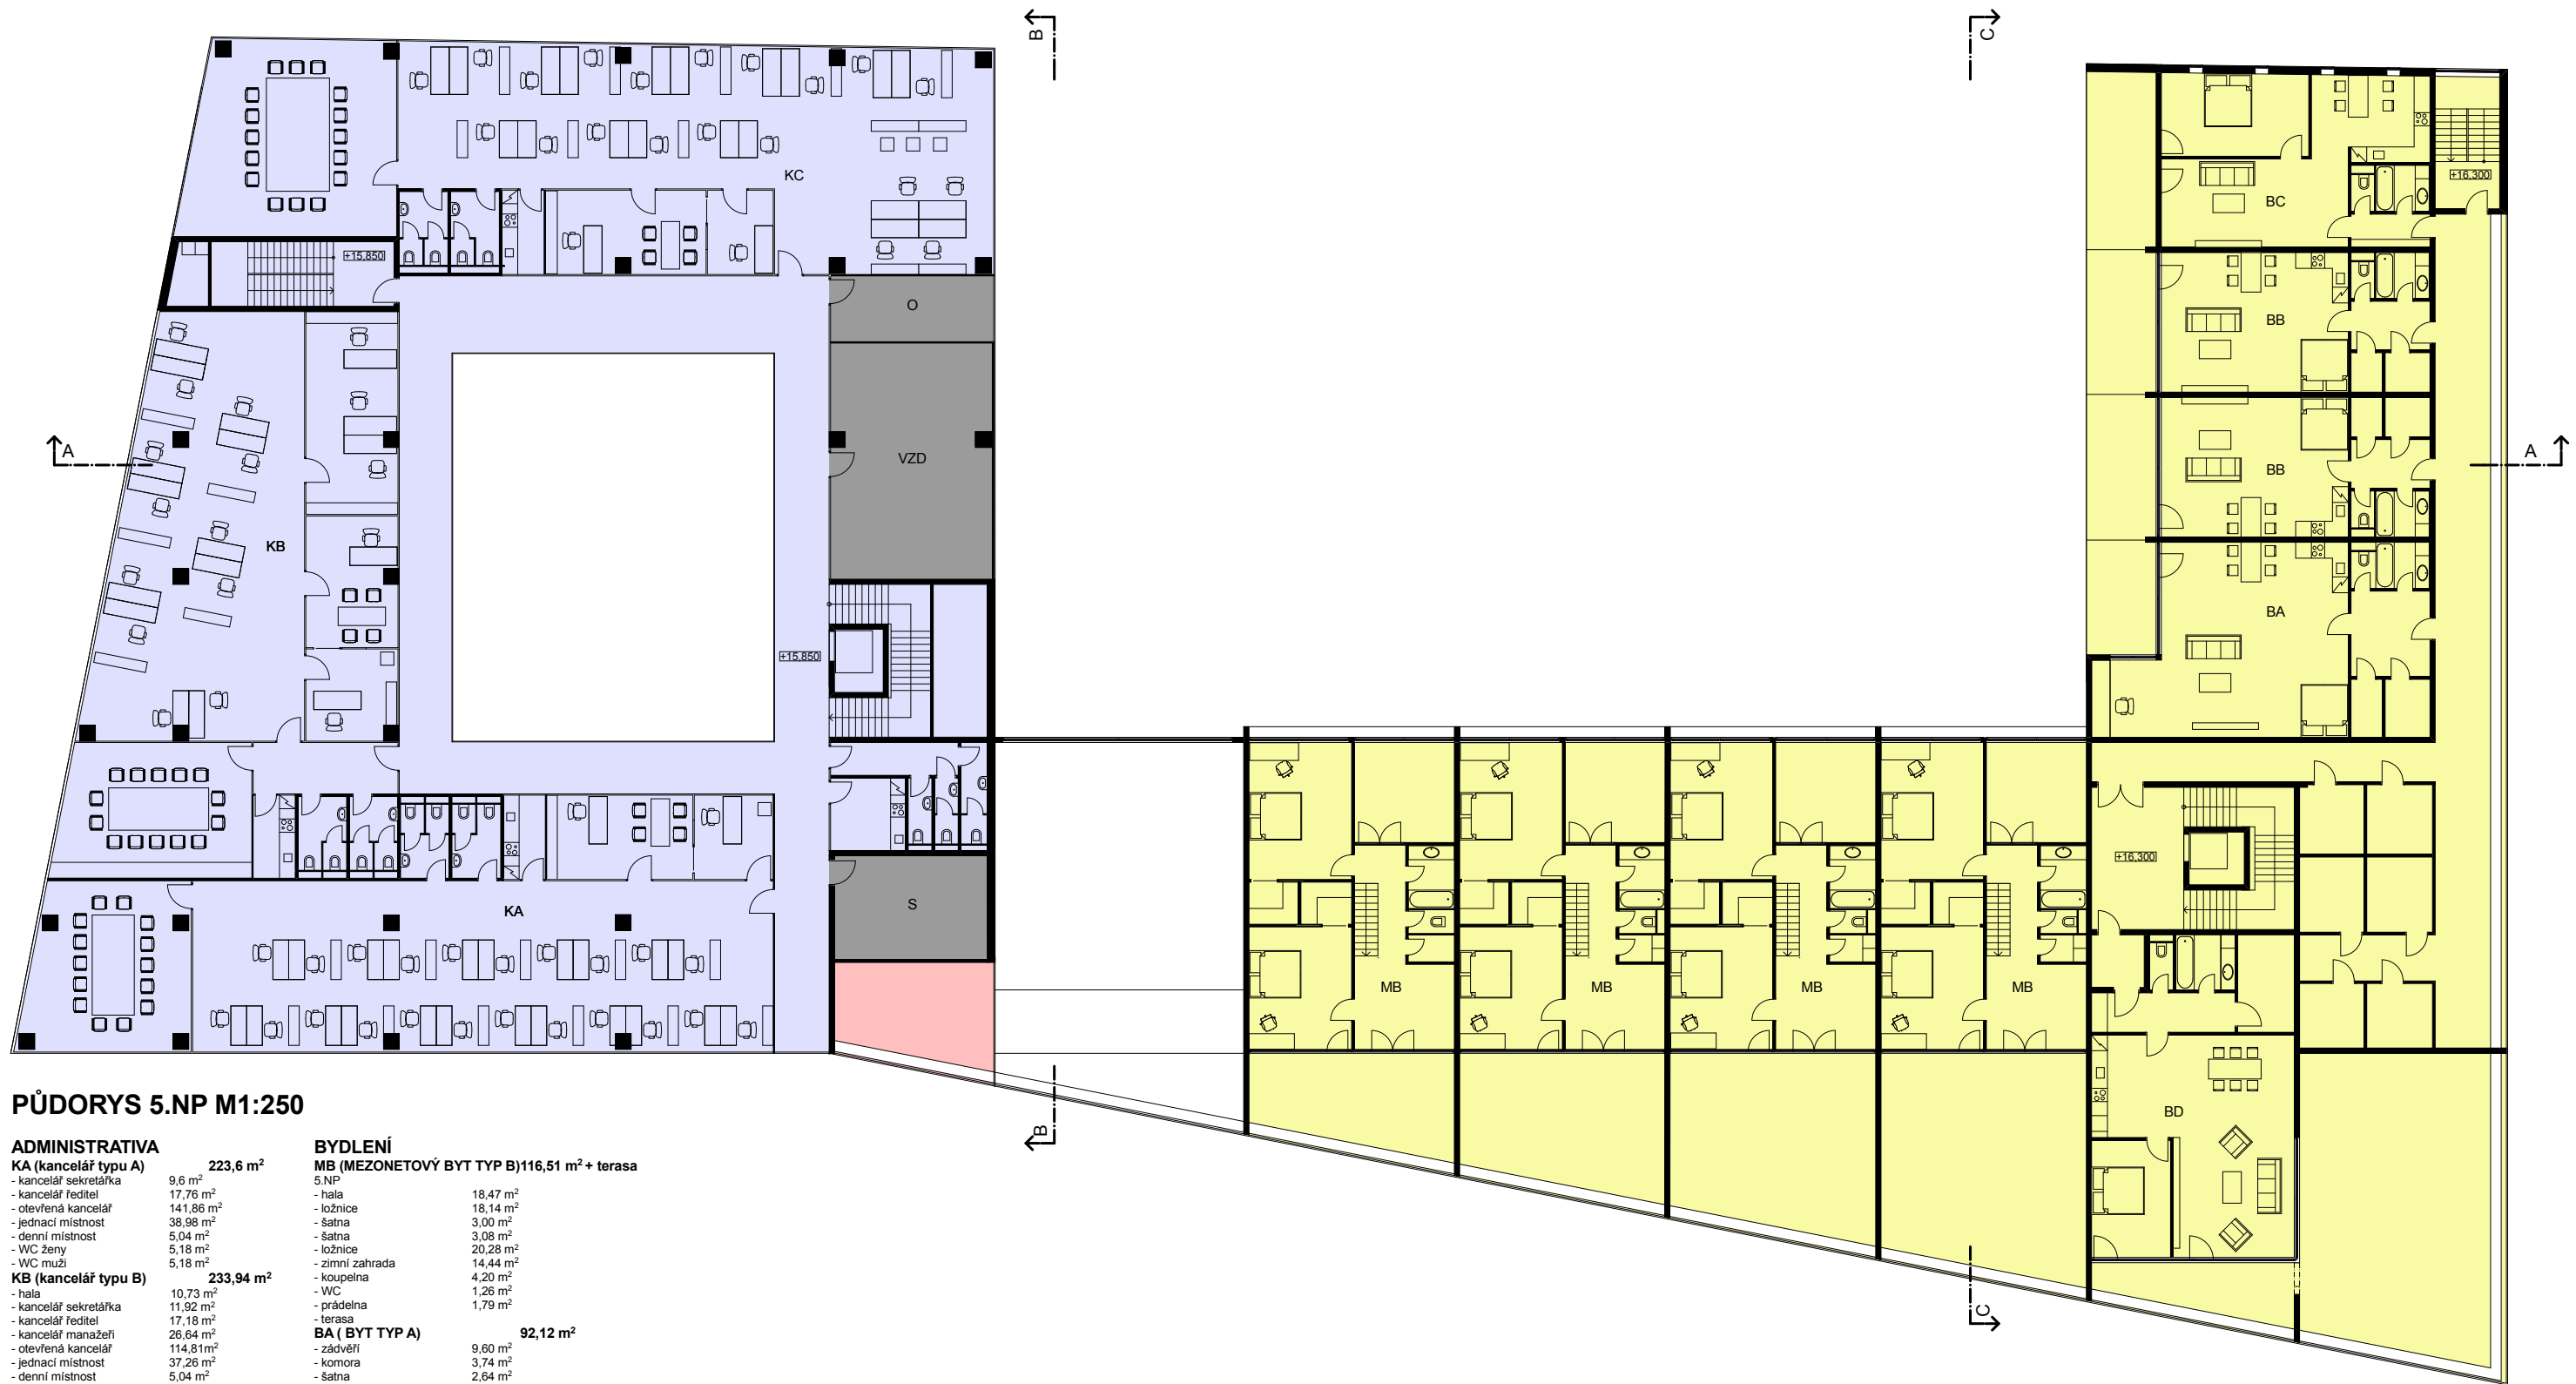 B
C
KC
+16,300
BC
+15,850
O
BB
A
VZD
BB
A
KB
BA
+15,850
+16,300
S
KA
MB
MB
MB
MB
BD
B
C
PŮDORYS 5.NP M1:250
ADMINISTRATIVA
KA (kancelář typu A) 223,6 m²
- kancelář sekretářka 9,6 m²
- kancelář ředitel 17,76 m²
- otevřená kancelář 141,86 m²
- jednací místnost 38,98 m²
- denní místnost 5,04 m²
- WC ženy 5,18 m²
- WC muži 5,18 m²
KB (kancelář typu B) 233,94 m²
- hala 10,73 m²
- kancelář sekretářka 11,92 m²
- kancelář ředitel 17,18 m²
- kancelář manažeři 26,64 m²
- otevřená kancelář 114,81m²
- jednací místnost 37,26 m²
- denní místnost 5,04 m²
BYDLENÍ
MB (MEZONETOVÝ BYT TYP B)116,51 m² + terasa
5.NP
- hala 18,47 m²
- ložnice 18,14 m²
- šatna 3,00 m²
- šatna 3,08 m²
- ložnice 20,28 m²
- zimní zahrada 14,44 m²
- koupelna 4,20 m²
- WC 1,26 m²
- prádelna 1,79 m²
- terasa
BA ( BYT TYP A) 92,12 m²
- zádvěří 9,60 m²
- komora 3,74 m²
- šatna 2,64 m²